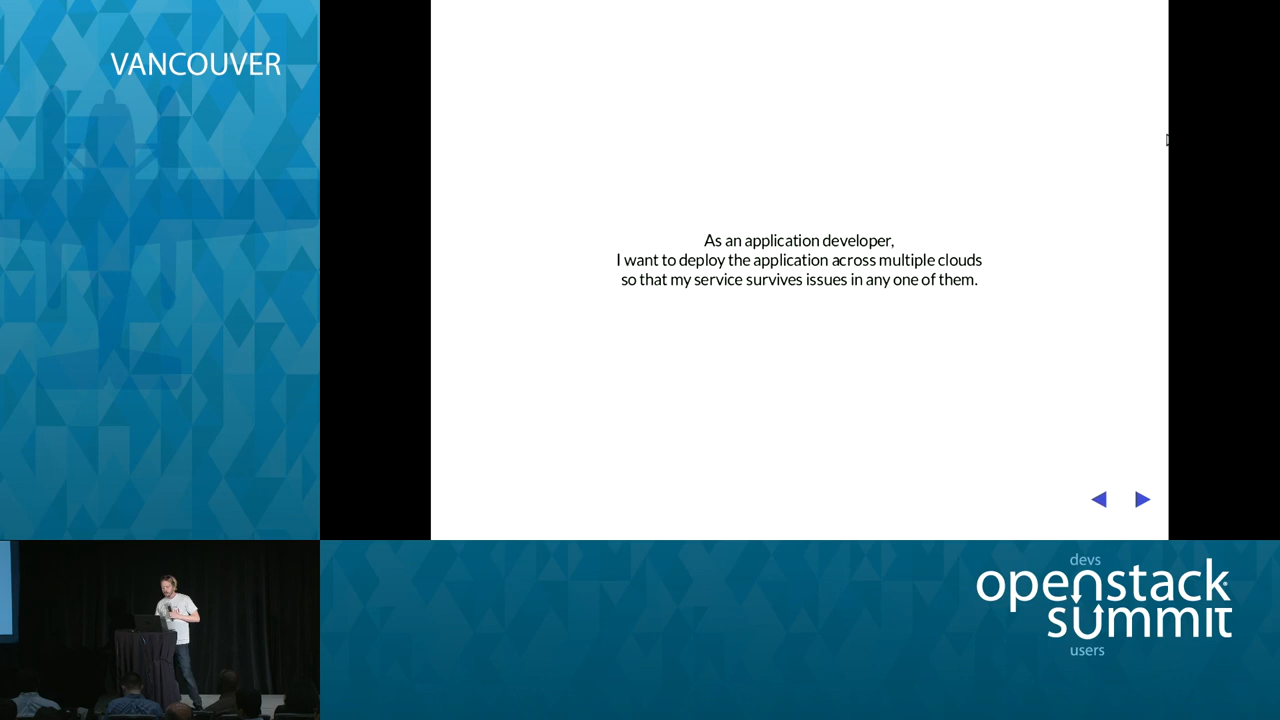 VANCOUVER
As an application developer,
I want to deploy the application across multiple clouds
so that my service survives issues in any one of them.
devs
openstack
summit
users